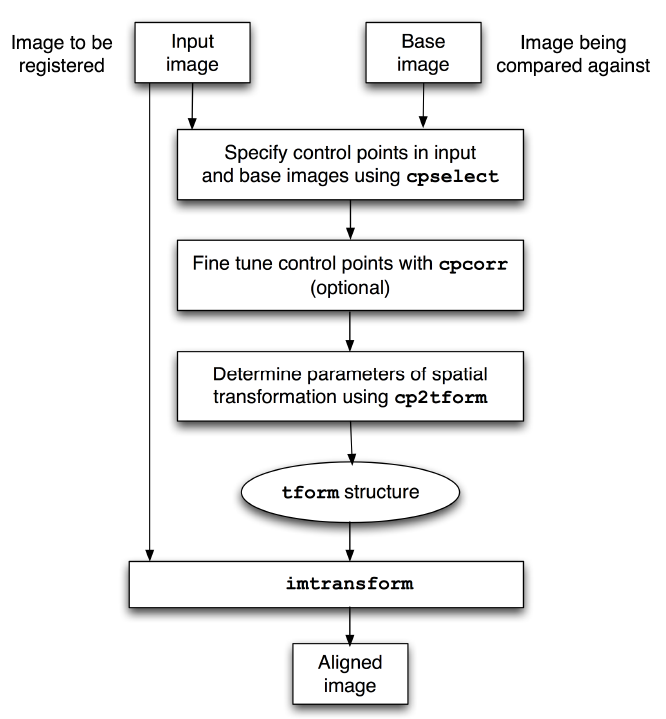 Image to be
registered
Input
image
Base
image
Image being
compared against
Specify control points in input
and base images using cpselect
Fine tune control points with cpcorr
(optional)
Determine parameters of spatial
transformation using cp2tform
tform structure
imtransform
Aligned
image